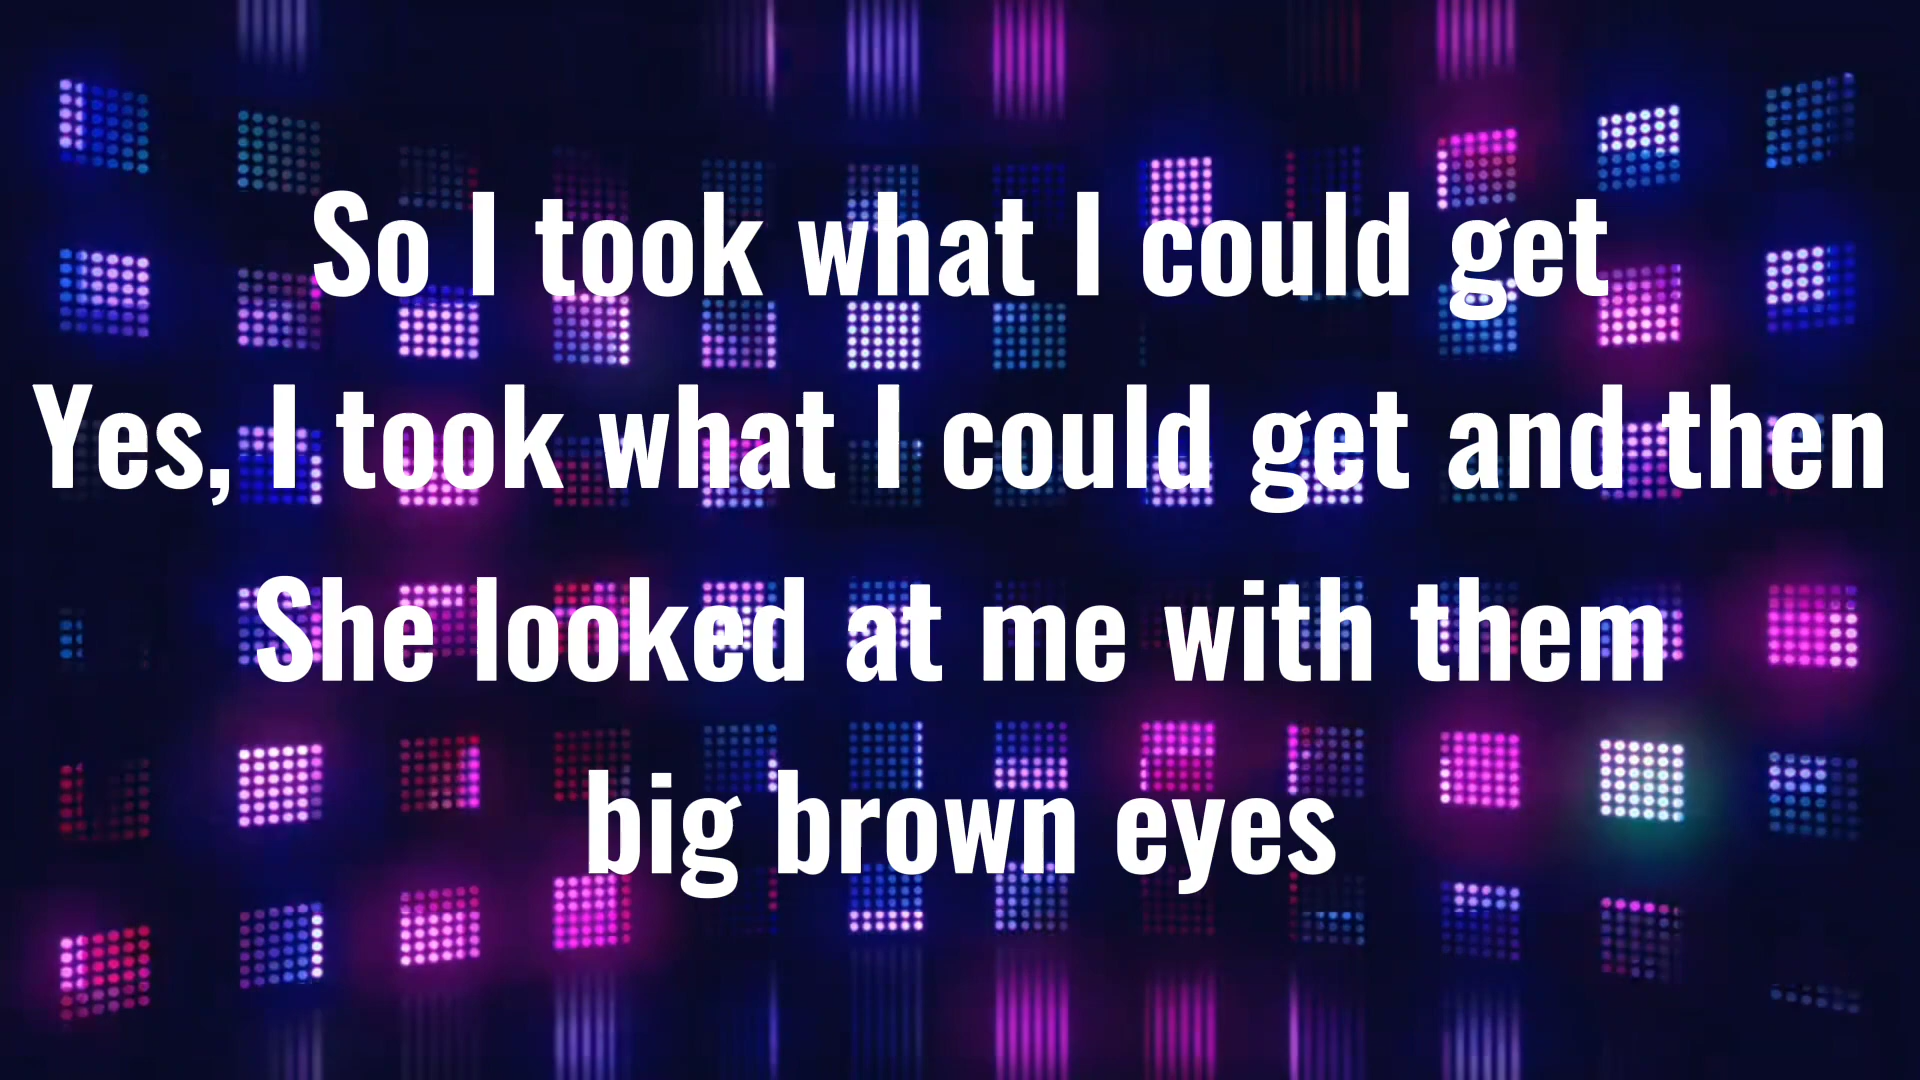 So I took what I could get
Yes, I took what I could get and then
She looked at me with them
big brown eyes